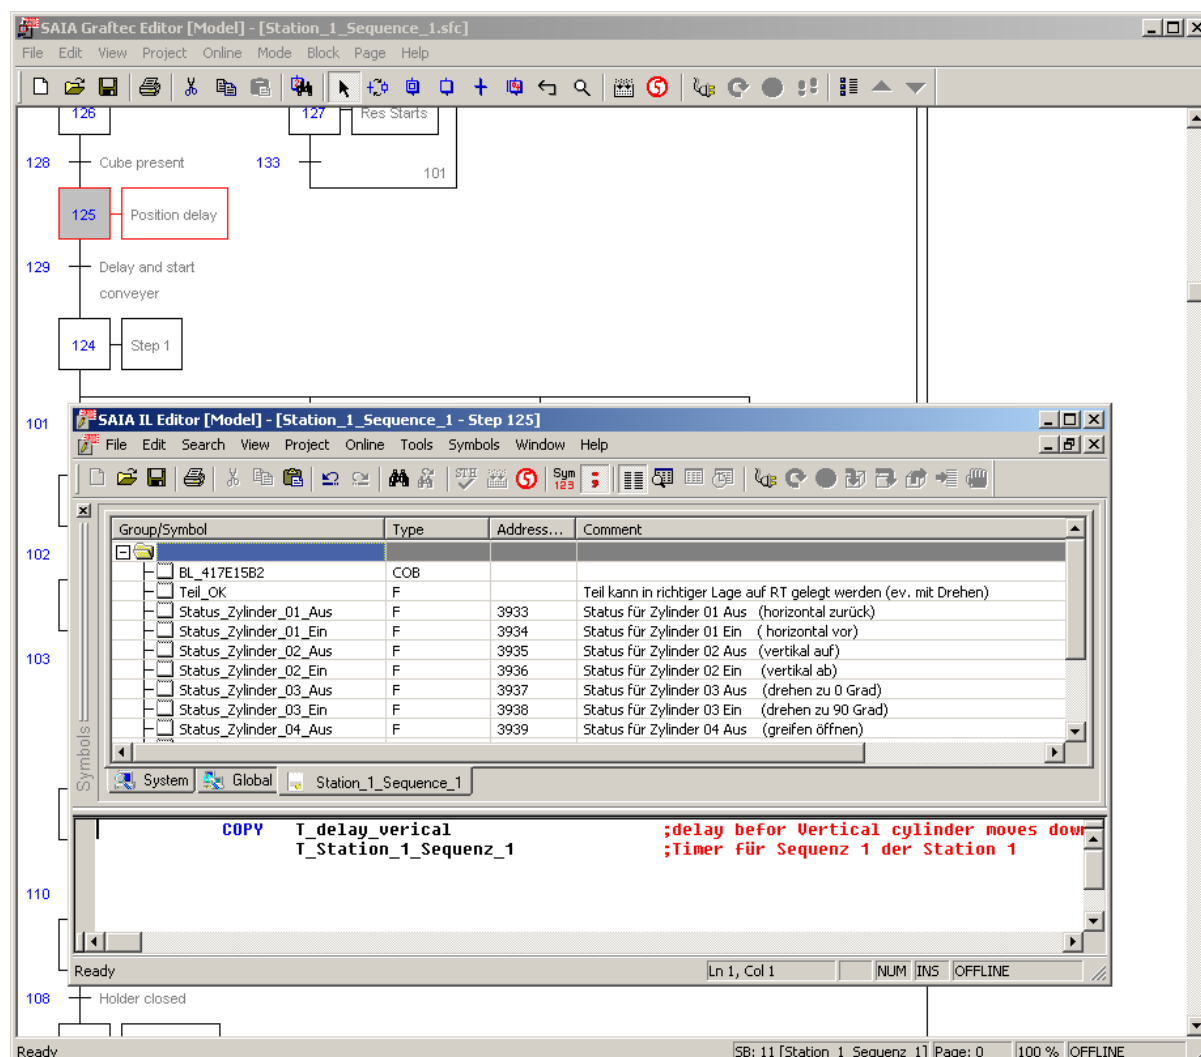 SAIA Graftec Editor [Model] - [Station_1_Sequence_1.sfc]
File Edit View Project Online Mode Block Page Help
126
127 Res Starts
128 Cube present
133
101
125 Position delay
129 Delay and start
conveyer
124 Step 1
101
SAIA IL Editor [Model] - [Station_1_Sequence_1 - Step 125]
File Edit Search View Project Online Tools Symbols Window Help
STH
Sym
123
Group/Symbol Type Address... Comment
BL_417E15B2 COB
Teil_OK F Teil kann in richtiger Lage auf RT gelegt werden (ev. mit Drehen)
Status_Zylinder_01_Aus F 3933 Status für Zylinder 01 Aus (horizontal zurück)
Status_Zylinder_01_Ein F 3934 Status für Zylinder 01 Ein ( horizontal vor)
Status_Zylinder_02_Aus F 3935 Status für Zylinder 02 Aus (vertikal auf)
Status_Zylinder_02_Ein F 3936 Status für Zylinder 02 Ein (vertikal ab)
Status_Zylinder_03_Aus F 3937 Status für Zylinder 03 Aus (drehen zu 0 Grad)
Status_Zylinder_03_Ein F 3938 Status für Zylinder 03 Ein (drehen zu 90 Grad)
Status_Zylinder_04_Aus F 3939 Status für Zylinder 04 Aus (greifen öffnen)
Symbols
System Global Station_1_Sequence_1
COPY T_delay_verical ;delay befor Vertical cylinder moves down
T_Station_1_Sequenz_1 ;Timer für Sequenz 1 der Station 1
Ready Ln 1, Col 1 NUM INS OFFLINE
102
103
110
108 Holder closed
Ready SB: 11 [Station_1_Sequenz_1] Page: 0 100 % OFFLINE